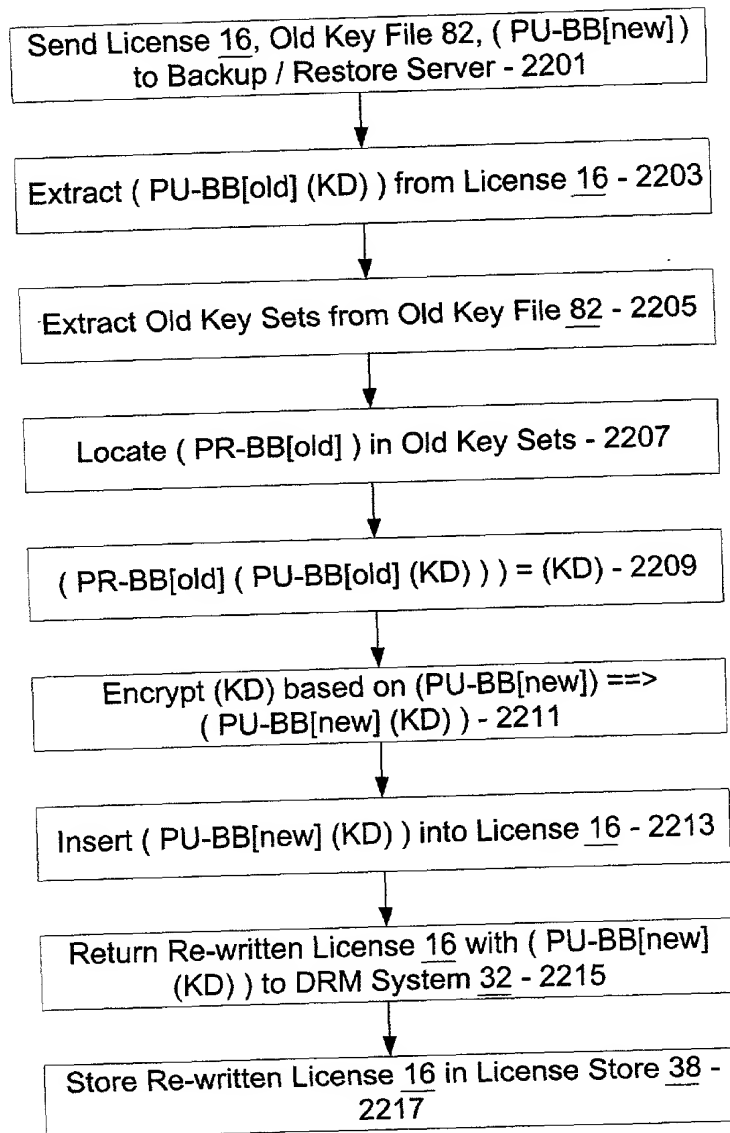 Send License 16, Old Key File 82, ( PU-BB[new] )
to Backup / Restore Server - 2201
Extract ( PU-BB[old] (KD) ) from License 16 - 2203
Extract Old Key Sets from Old Key File 82 - 2205
Locate ( PR-BB[old] ) in Old Key Sets - 2207
( PR-BB[old] ( PU-BB[old] (KD) ) ) = (KD) - 2209
Encrypt (KD) based on (PU-BB[new]) ==>
( PU-BB[new] (KD) ) - 2211
Insert ( PU-BB[new] (KD) ) into License 16 - 2213
Return Re-written License 16 with ( PU-BB[new]
(KD) ) to DRM System 32 - 2215
Store Re-written License 16 in License Store 38 -
2217